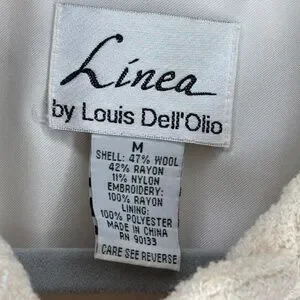 Linea
by Louis Dell'Olio
M
SHELL: 47% WOOL
42% RAYON
11% NYLON
EMBROIDERY:
100% RAYON
LINING:
100% POLYESTER
MADE IN CHINA
RN 90133
CARE SEE REVERSE